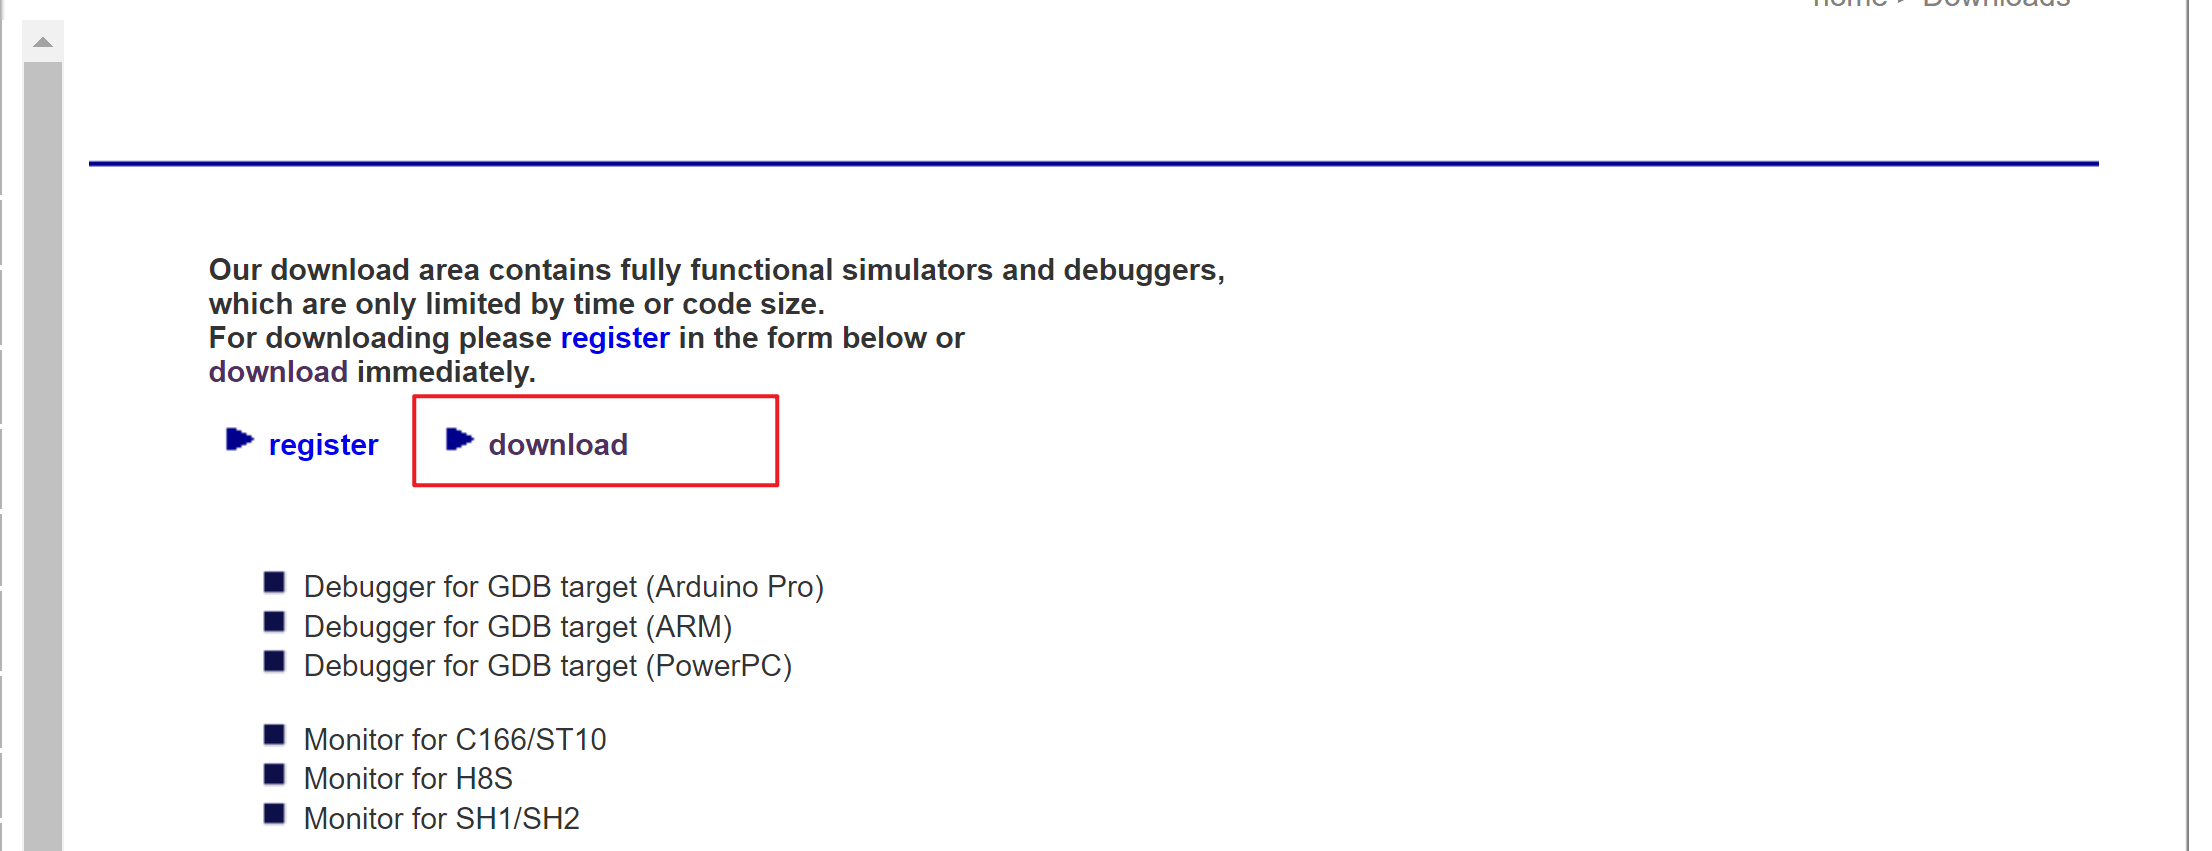 home > Downloads
Our download area contains fully functional simulators and debuggers,
which are only limited by time or code size.
For downloading please register in the form below or
download immediately.
register download
Debugger for GDB target (Arduino Pro)
Debugger for GDB target (ARM)
Debugger for GDB target (PowerPC)
Monitor for C166/ST10
Monitor for H8S
Monitor for SH1/SH2